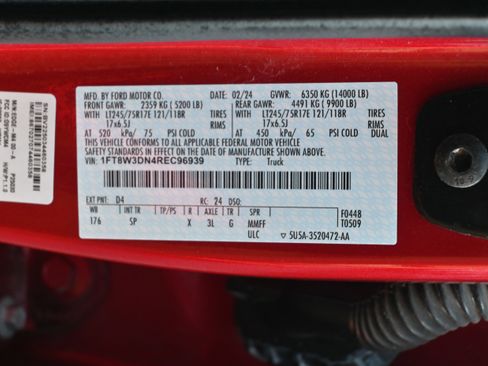 MFD. BY FORD MOTOR CO. 02/24 GVWR: 6350 KG (14000 LB)
FRONT GAWR: 2359 KG (5200 LB) REAR GAWR: 4491 KG (9900 LB)
WITH LT245/75R17E 121/118R TIRES WITH LT245/75R17E 121/118R TIRES
17x6.5J RIMS 17x6.5J RIMS
AT 520 kPa/ 75 PSI COLD AT 450 kPa/ 65 PSI COLD
THIS VEHICLE CONFORMS TO ALL APPLICABLE FEDERAL MOTOR VEHICLE
SAFETY STANDARDS IN EFFECT ON THE DATE OF MANUFACTURE SHOWN ABOVE.
VIN: 1FT8W3DN4REC96939 TYPE: Truck
EXT PNT: D4 RC: 24 DSO:
WB INT TR TP/PS R AXLE TR SPR F0448
176 SP X 3L G MMFF T0509
ULC ▽ 5U5A-3520472-AA